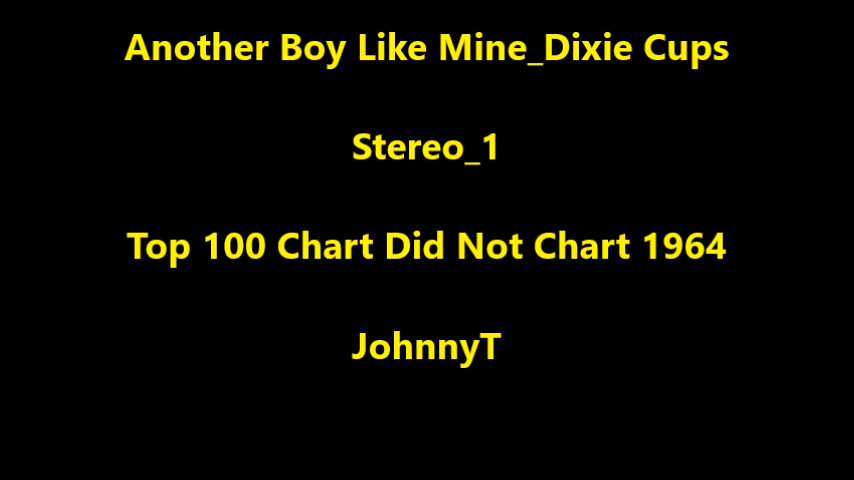 Another Boy Like Mine_Dixie Cups
Stereo_1
Top 100 Chart Did Not Chart 1964
JohnnyT